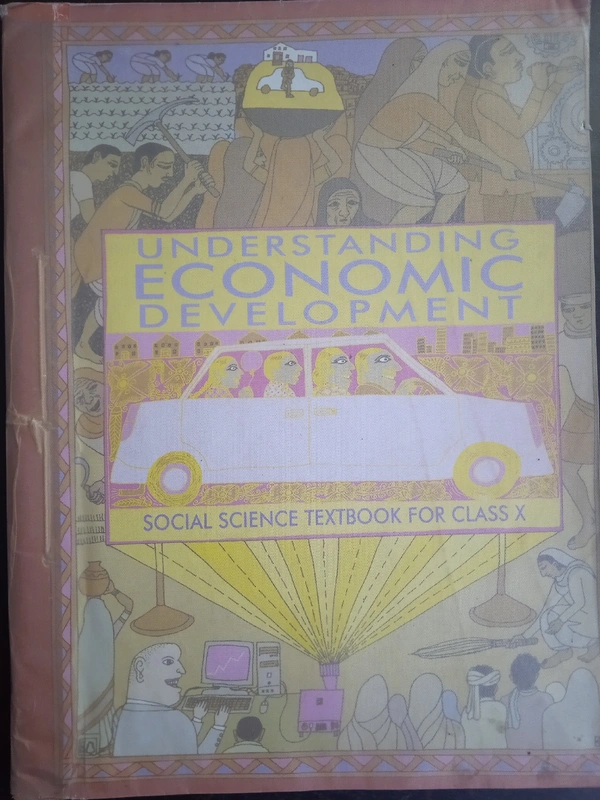 UNDERSTANDING
ECONOMIC
DEVELOPMENT
SOCIAL SCIENCE TEXTBOOK FOR CLASS X